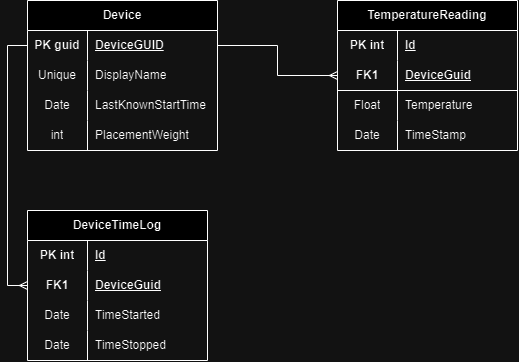 Device
PK guid DeviceGUID
Unique DisplayName
Date LastKnownStartTime
int PlacementWeight
TemperatureReading
PK int Id
FK1 DeviceGuid
Float Temperature
Date TimeStamp
DeviceTimeLog
PK int Id
FK1 DeviceGuid
Date TimeStarted
Date TimeStopped